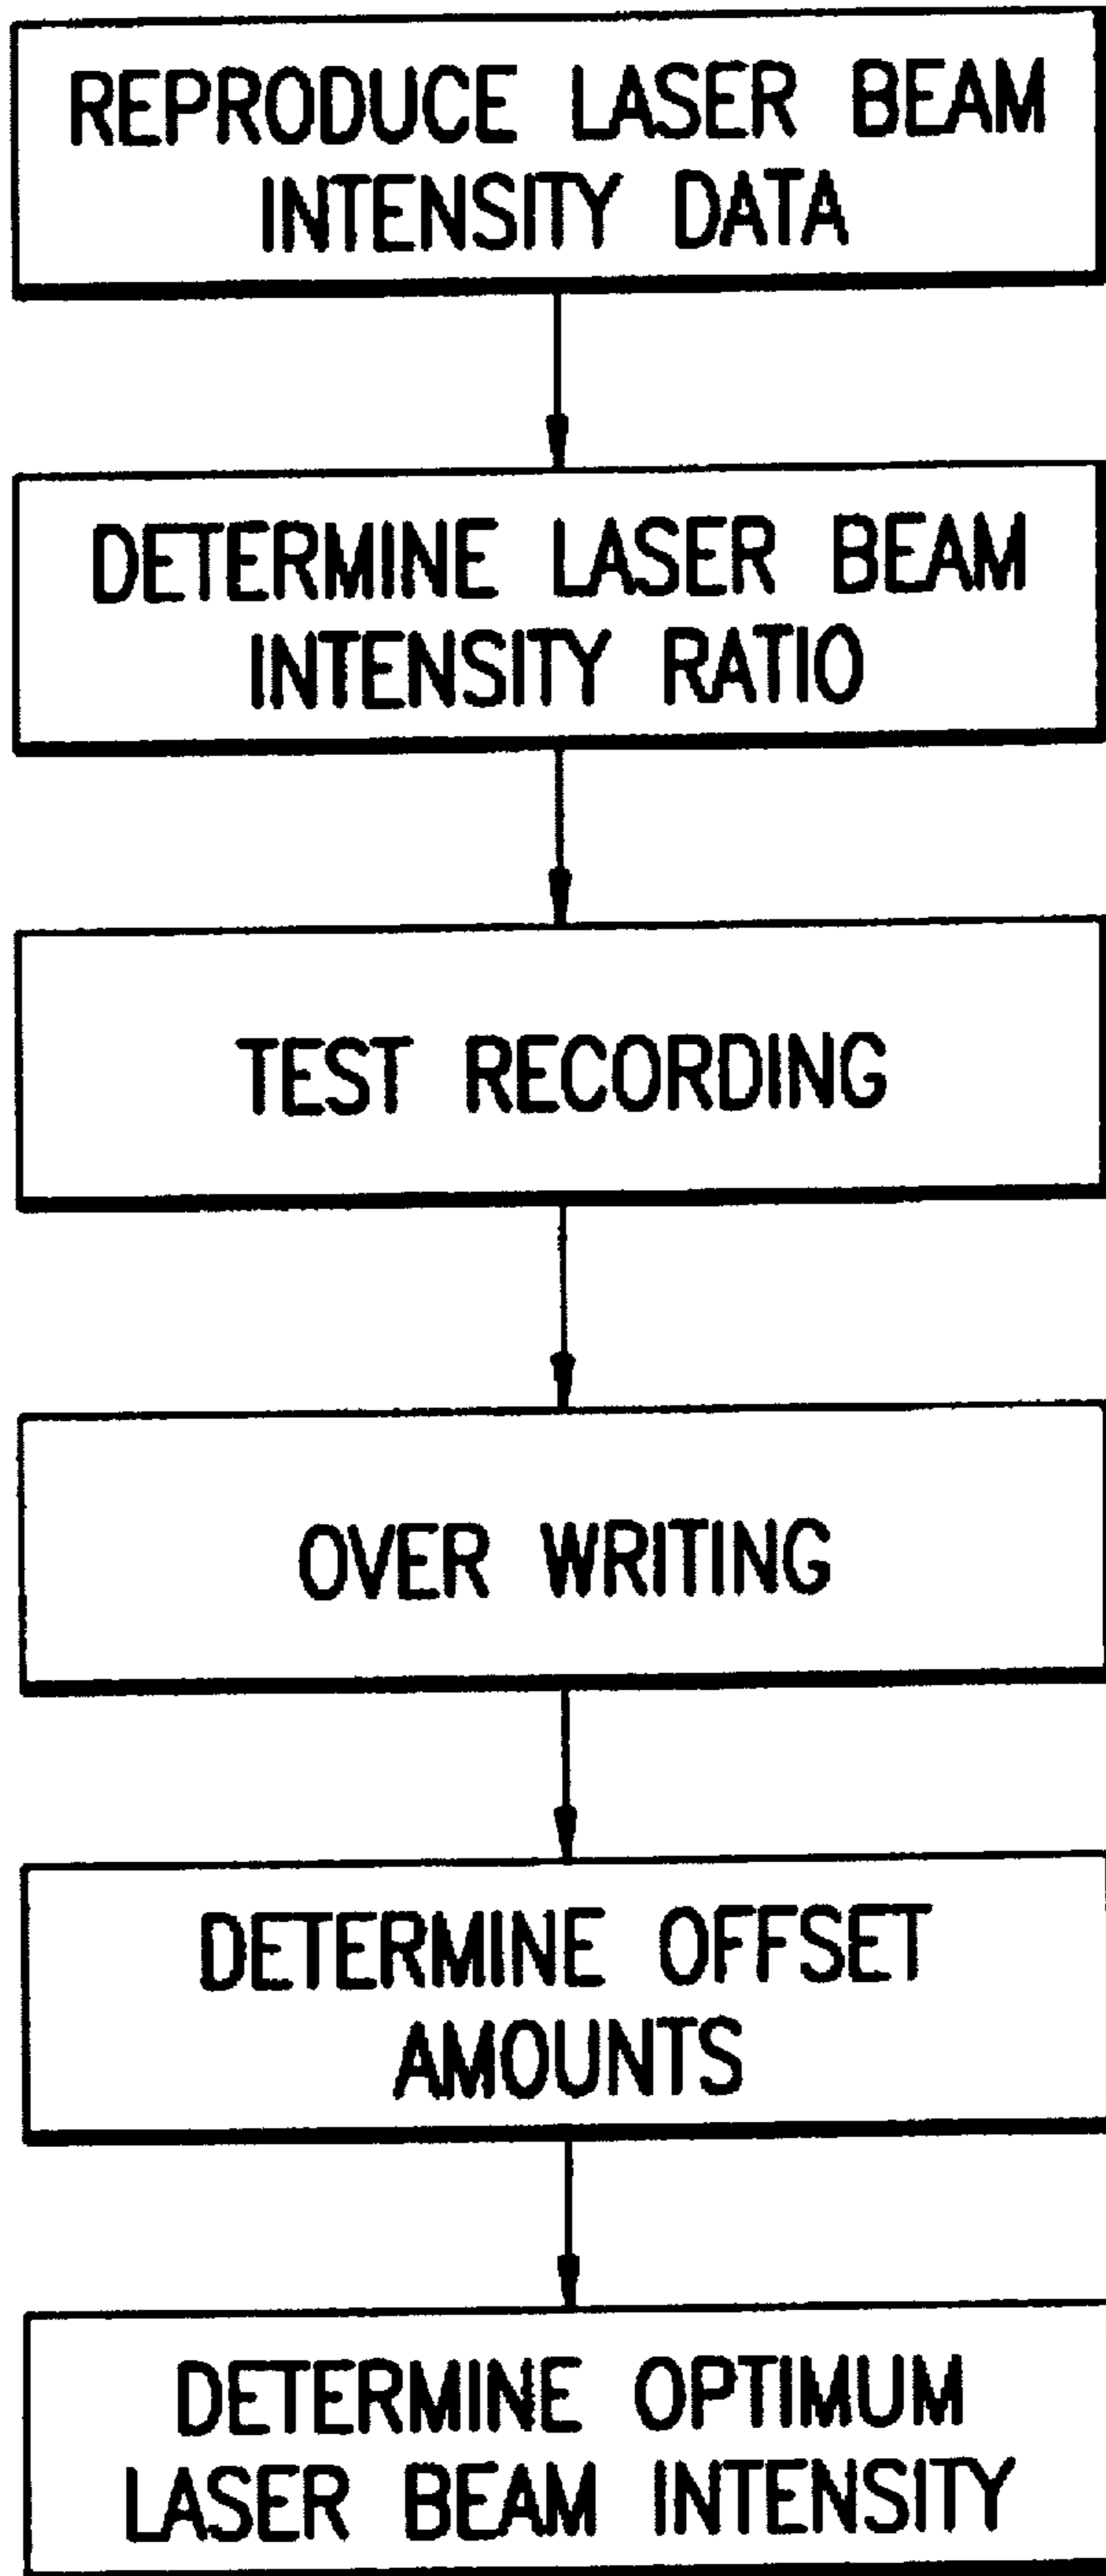 REPRODUCE LASER BEAM
INTENSITY DATA
DETERMINE LASER BEAM
INTENSITY RATIO
TEST RECORDING
OVER WRITING
DETERMINE OFFSET
AMOUNTS
DETERMINE OPTIMUM
LASER BEAM INTENSITY